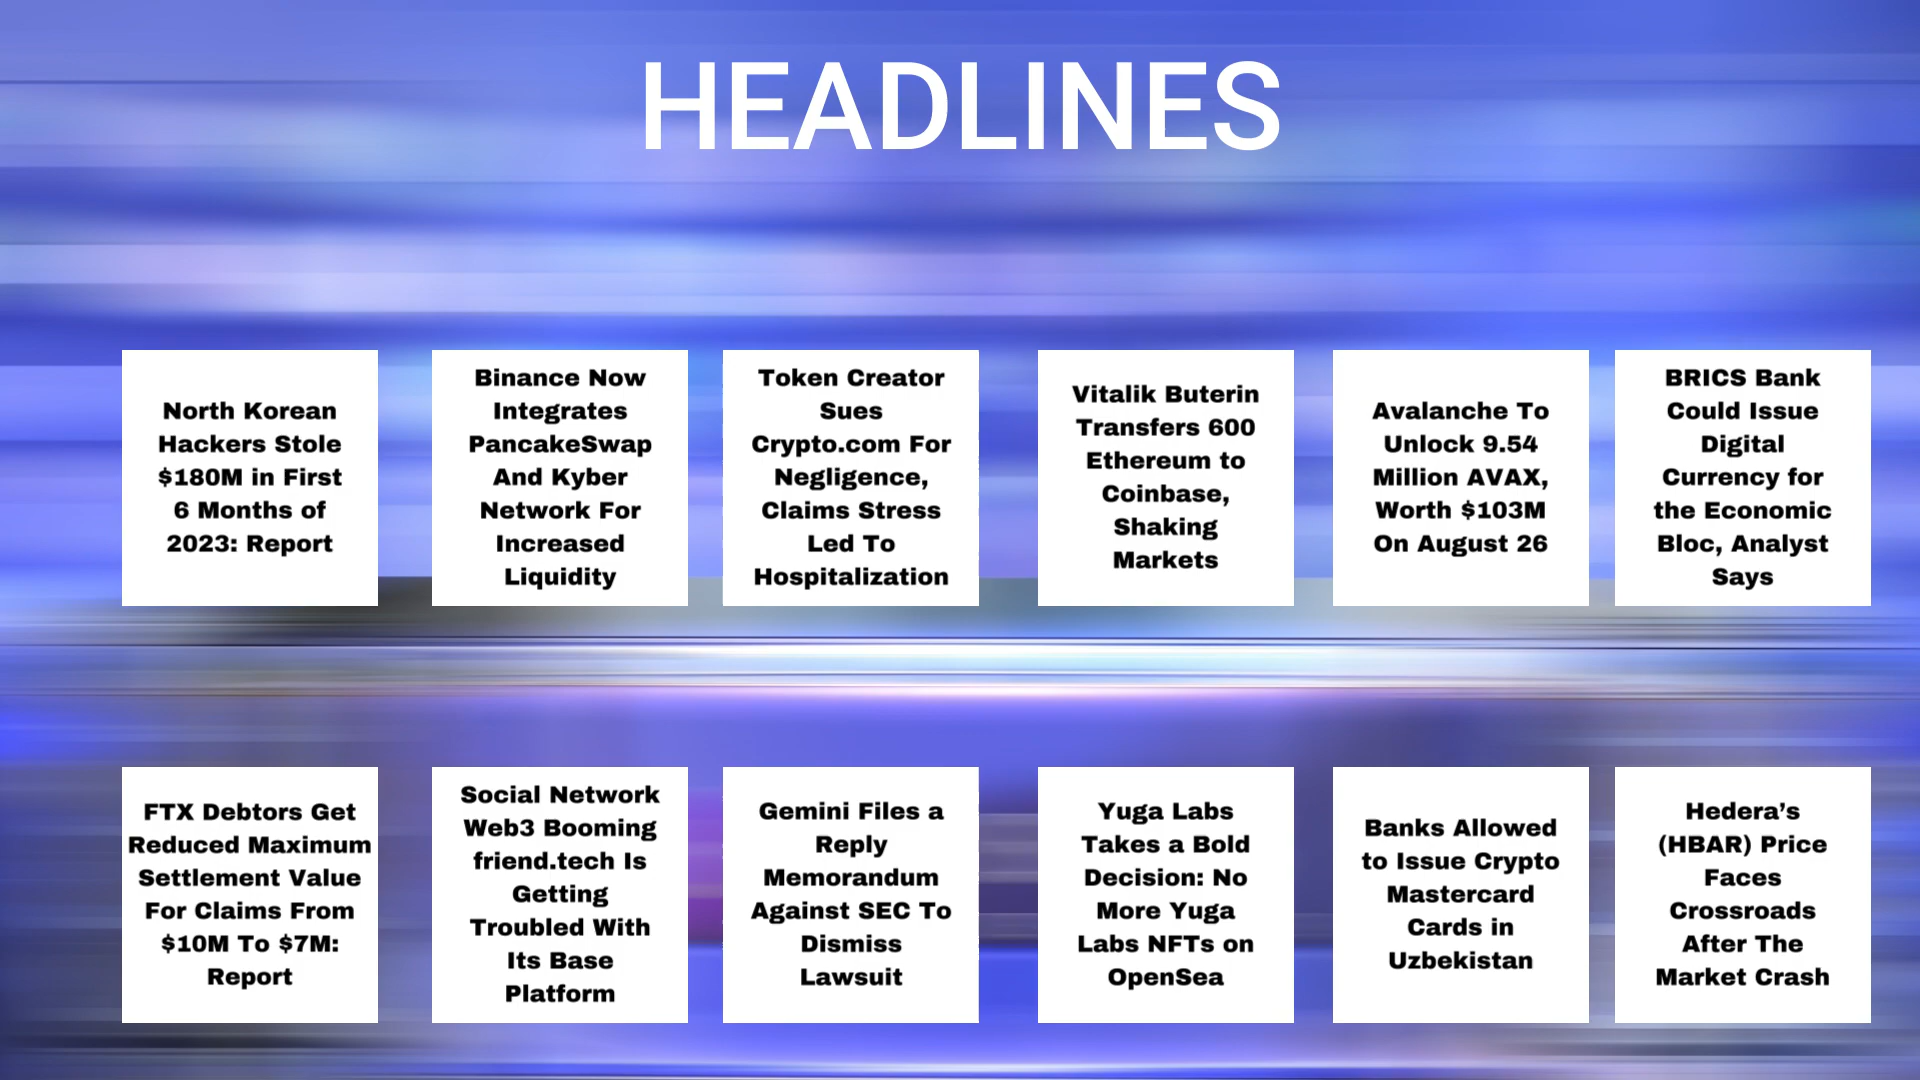 HEADLINES
North Korean
Hackers Stole
$180M in First
6 Months of
2023: Report
Binance Now
Integrates
PancakeSwap
And Kyber
Network For
Increased
Liquidity
Token Creator
Sues
Crypto.com For
Negligence,
Claims Stress
Led To
Hospitalization
Vitalik Buterin
Transfers 600
Ethereum to
Coinbase,
Shaking
Markets
Avalanche To
Unlock 9.54
Million AVAX,
Worth $103M
On August 26
BRICS Bank
Could Issue
Digital
Currency for
the Economic
Bloc, Analyst
Says
FTX Debtors Get
Reduced Maximum
Settlement Value
For Claims From
$10M To $7M:
Report
Social Network
Web3 Booming
friend.tech Is
Getting
Troubled With
Its Base
Platform
Gemini Files a
Reply
Memorandum
Against SEC To
Dismiss
Lawsuit
Yuga Labs
Takes a Bold
Decision: No
More Yuga
Labs NFTs on
OpenSea
Banks Allowed
to Issue Crypto
Mastercard
Cards in
Uzbekistan
Hedera’s
(HBAR) Price
Faces
Crossroads
After The
Market Crash